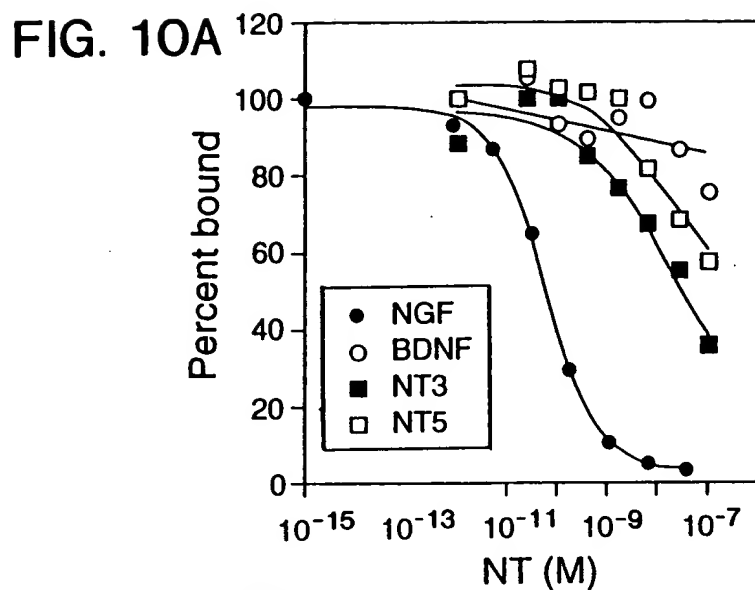 FIG. 10A
Percent bound
120
100
80
60
40
20
0
NGF
BDNF
NT3
NT5
10⁻¹⁵ 10⁻¹³ 10⁻¹¹ 10⁻⁹ 10⁻⁷
NT (M)